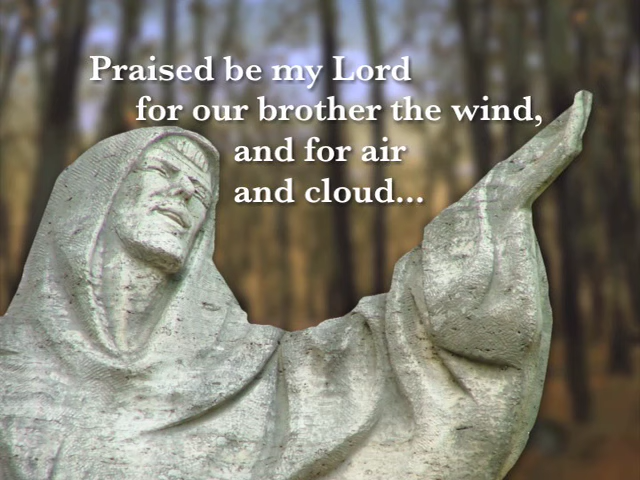 Praised be my Lord
for our brother the wind,
and for air
and cloud...